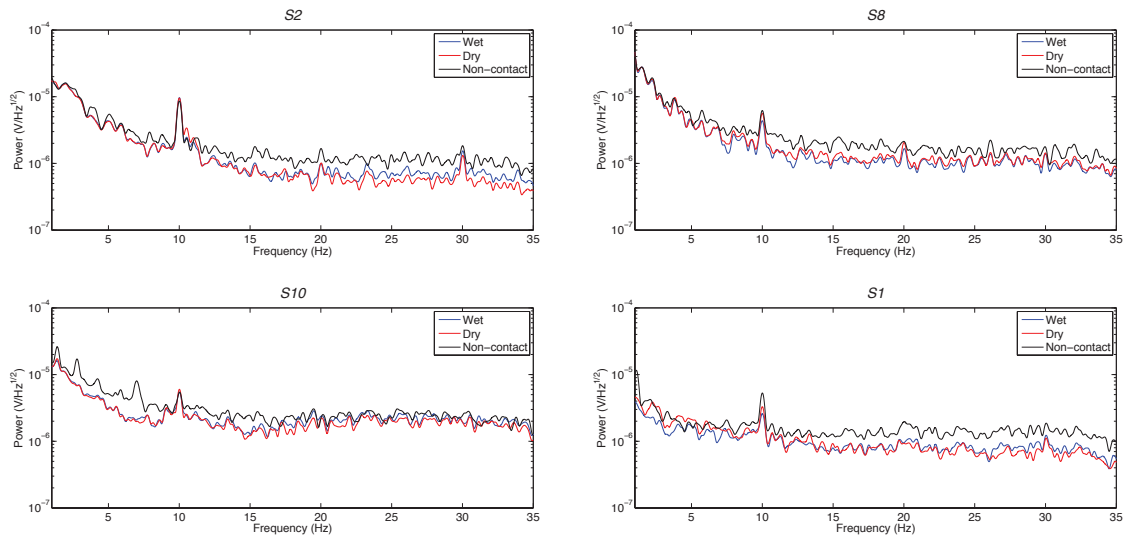 S2
10⁻⁴
10⁻⁵
10⁻⁶
10⁻⁷
Power (V/Hz^1/2)
Wet
Dry
Non−contact
5 10 15 20 25 30 35
Frequency (Hz)
S8
10⁻⁴
10⁻⁵
10⁻⁶
10⁻⁷
Power (V/Hz^1/2)
Wet
Dry
Non−contact
5 10 15 20 25 30 35
Frequency (Hz)
S10
10⁻⁴
10⁻⁵
10⁻⁶
10⁻⁷
Power (V/Hz^1/2)
Wet
Dry
Non−contact
5 10 15 20 25 30 35
Frequency (Hz)
S1
10⁻⁴
10⁻⁵
10⁻⁶
10⁻⁷
Power (V/Hz^1/2)
Wet
Dry
Non−contact
5 10 15 20 25 30 35
Frequency (Hz)